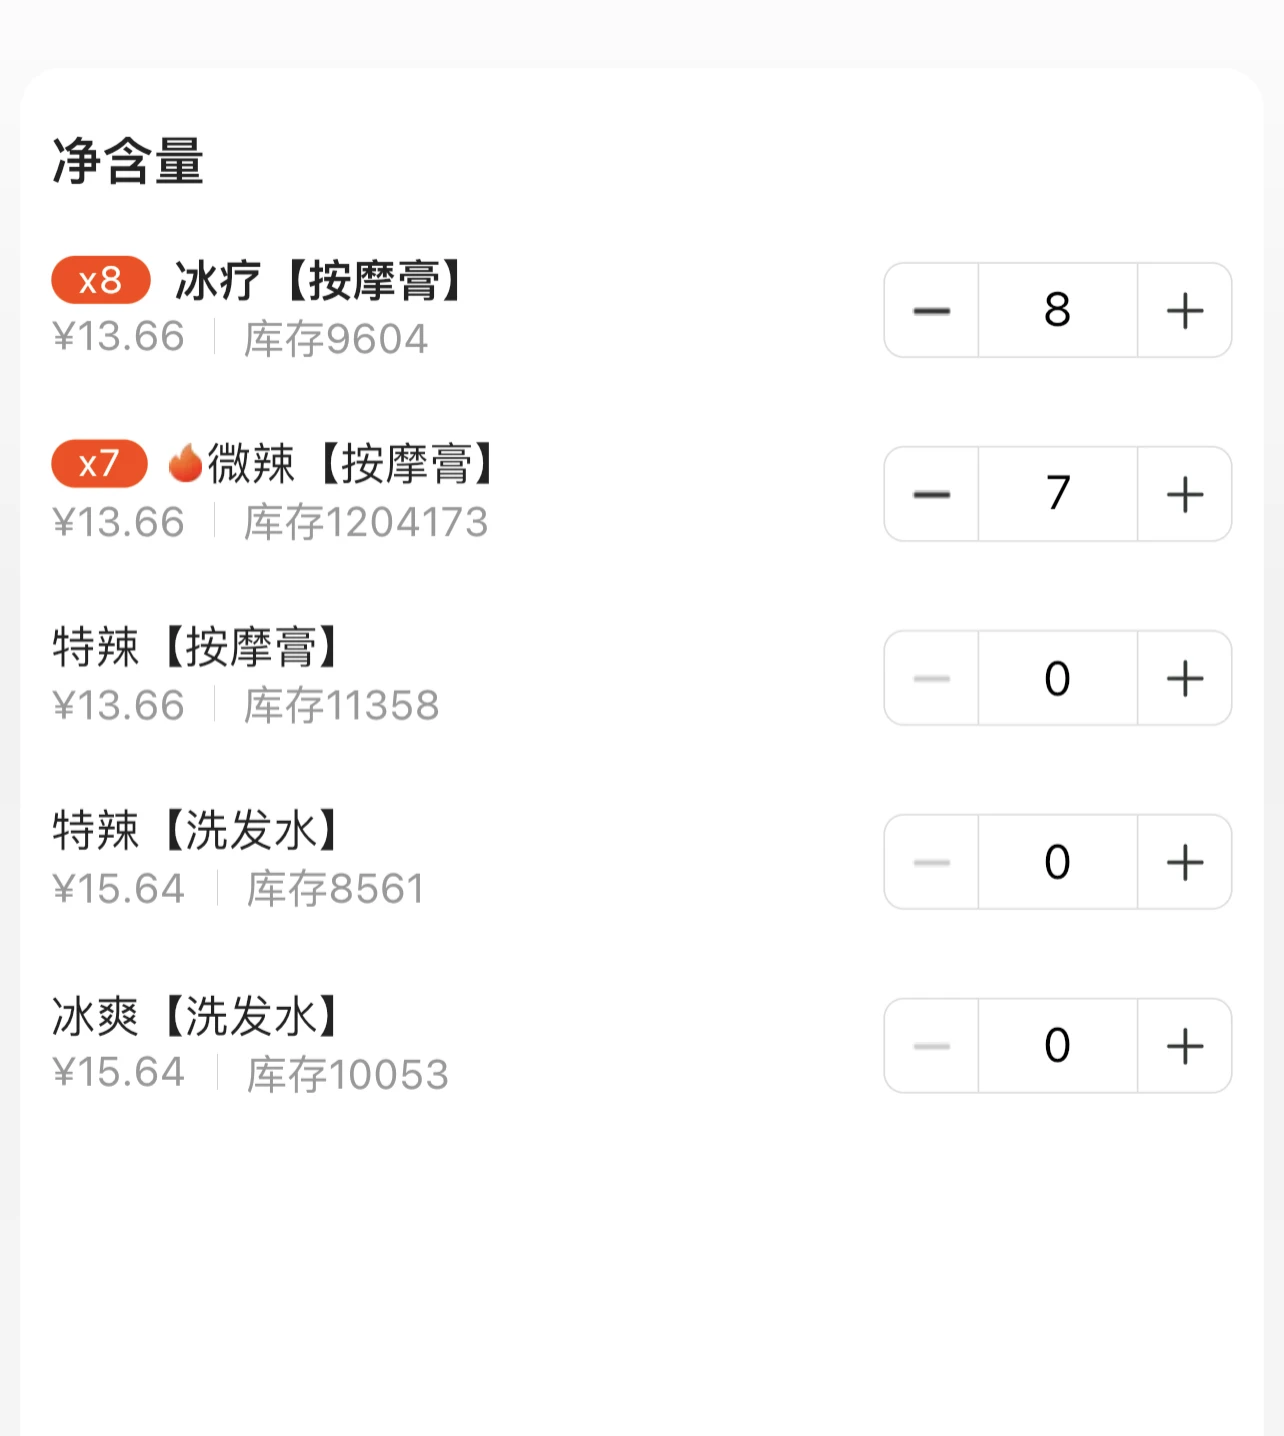 净含量
x8 冰疗【按摩膏】
¥13.66 库存9604
8
x7 🔥微辣【按摩膏】
¥13.66 库存1204173
7
特辣【按摩膏】
¥13.66 库存11358
0
特辣【洗发水】
¥15.64 库存8561
0
冰爽【洗发水】
¥15.64 库存10053
0